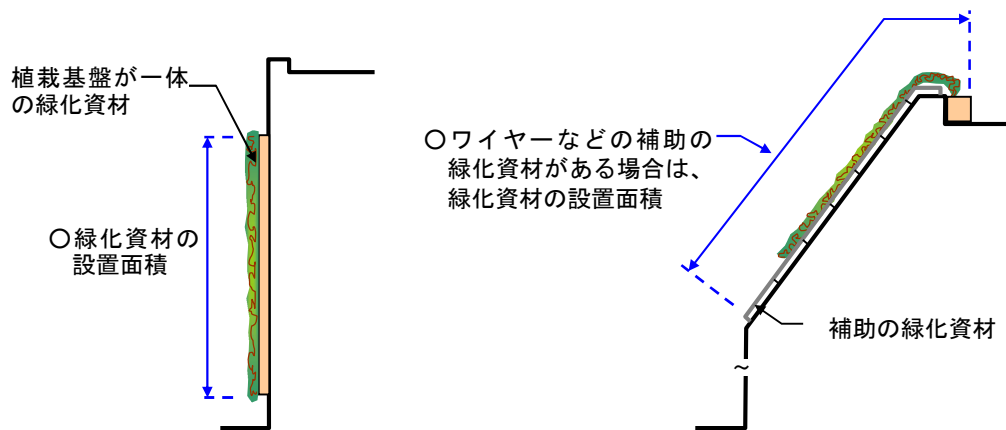 植栽基盤が一体
の緑化資材
〇緑化資材の
設置面積
〇ワイヤーなどの補助の
緑化資材がある場合は、
緑化資材の設置面積
補助の緑化資材
～